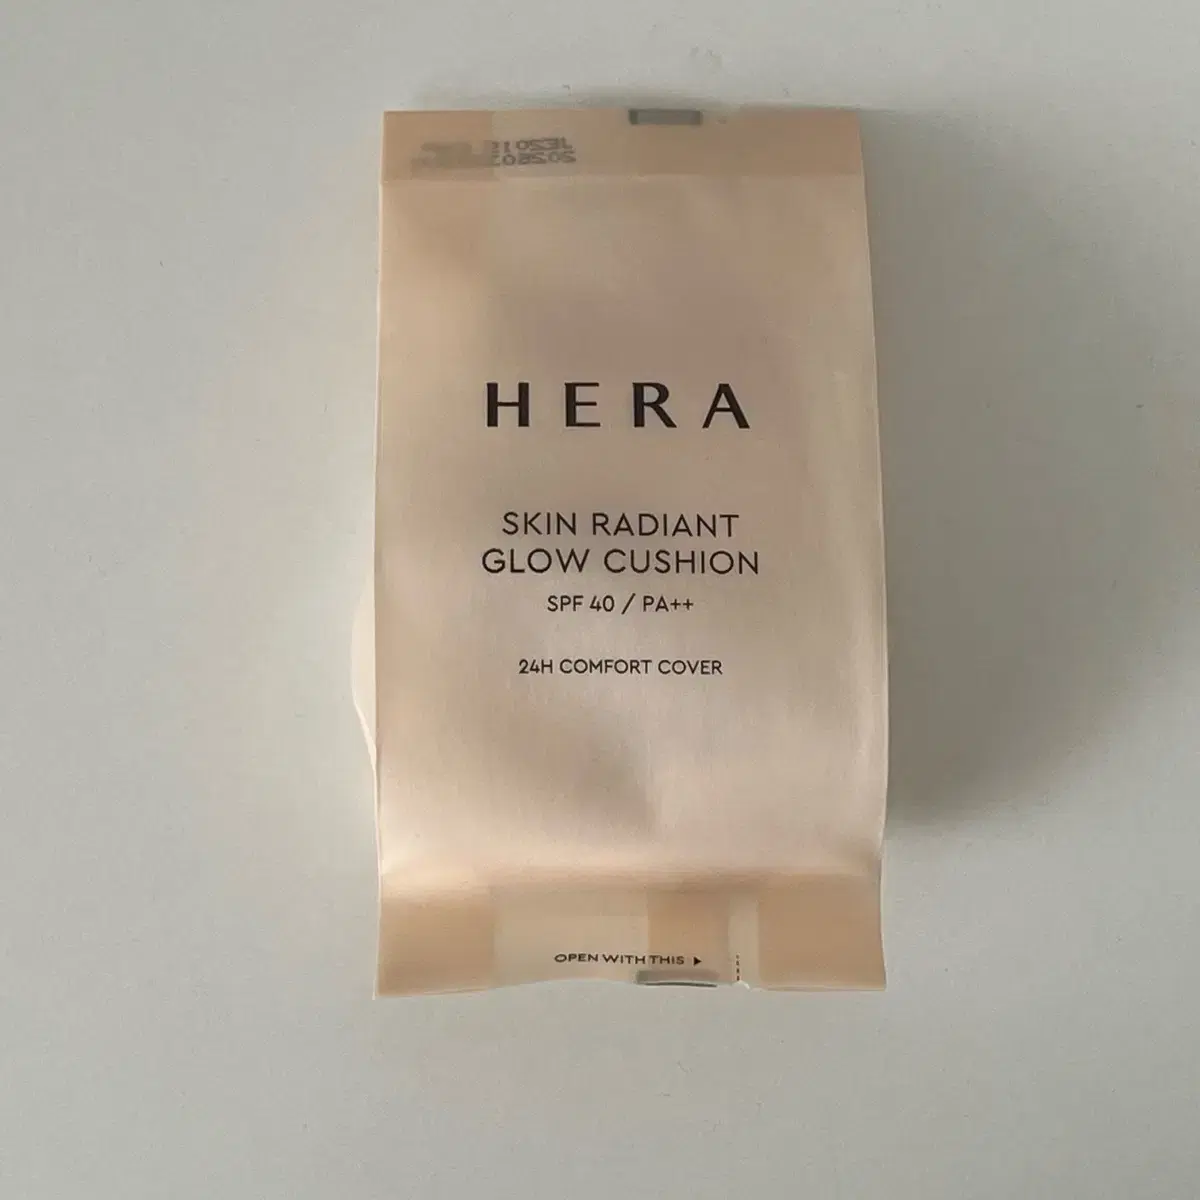 HERA
SKIN RADIANT
GLOW CUSHION
SPF 40 / PA++
24H COMFORT COVER
OPEN WITH THIS ▶